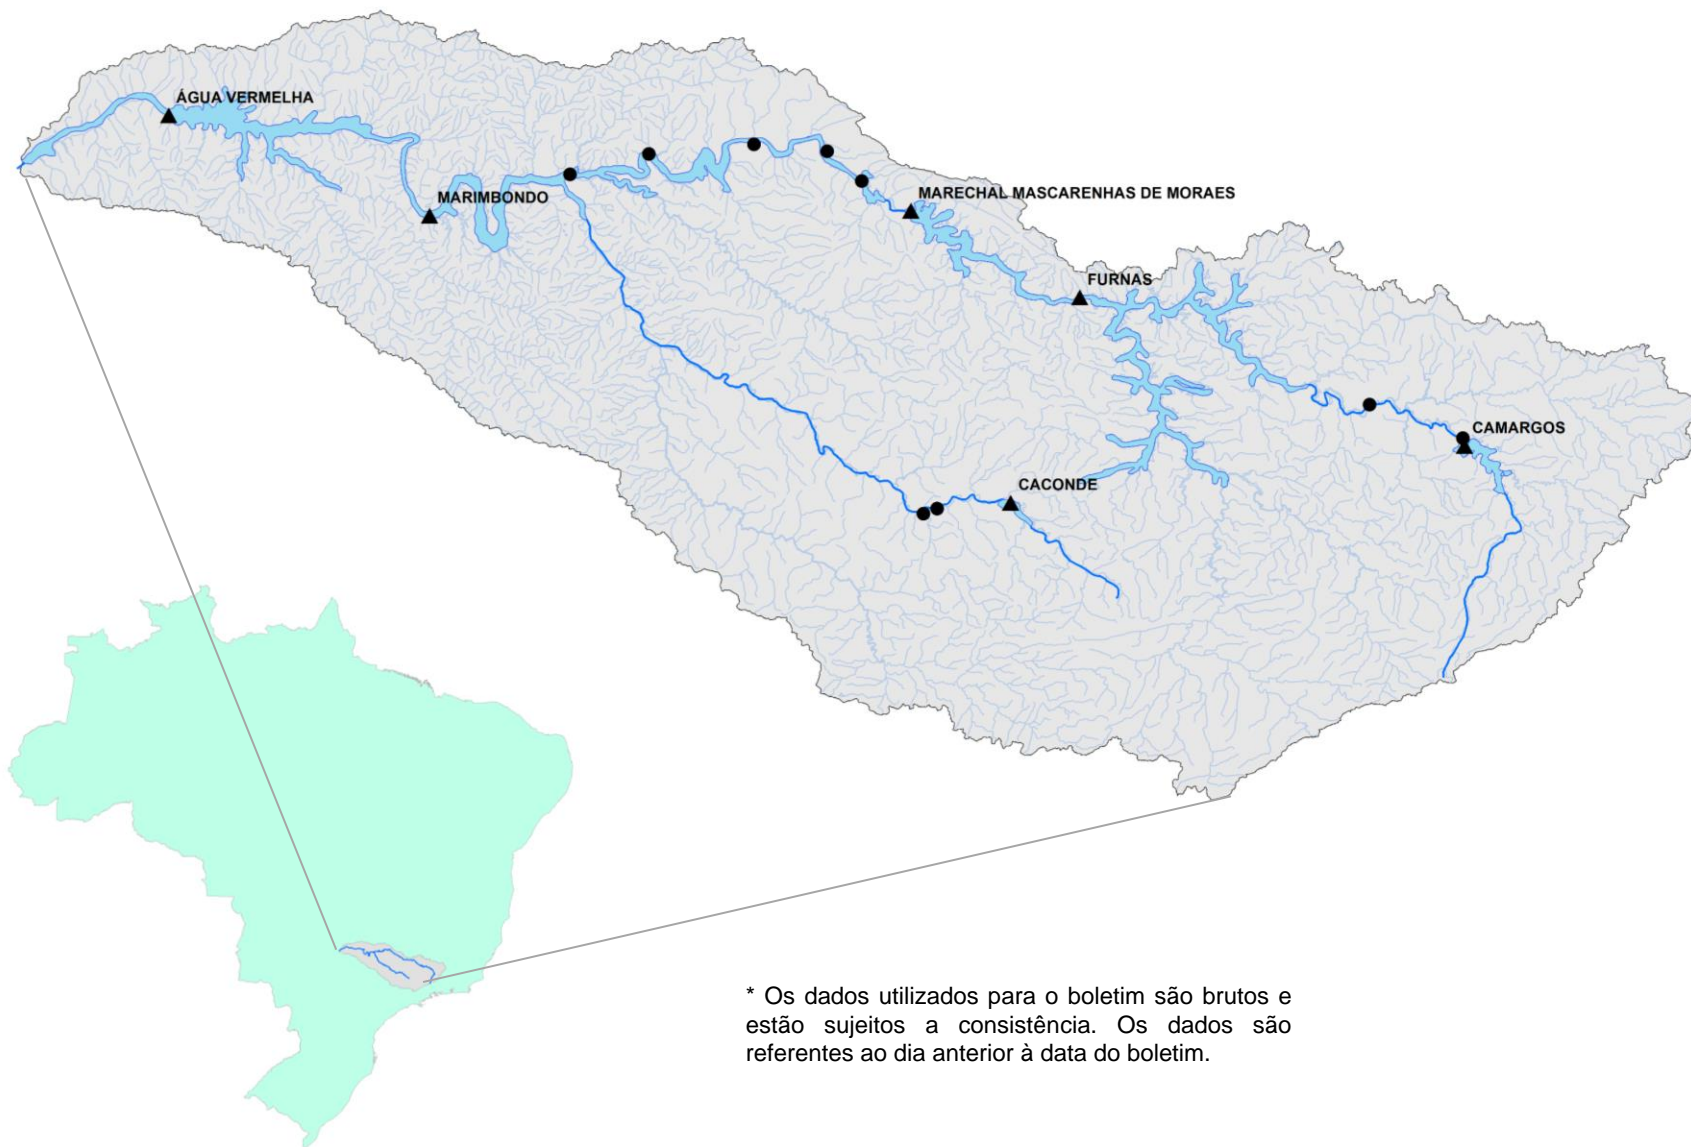 ÁGUA VERMELHA
MARIMBONDO
MARECHAL MASCARENHAS DE MORAES
FURNAS
CAMARGOS
CACONDE
* Os dados utilizados para o boletim são brutos e
estão sujeitos a consistência. Os dados são
referentes ao dia anterior à data do boletim.